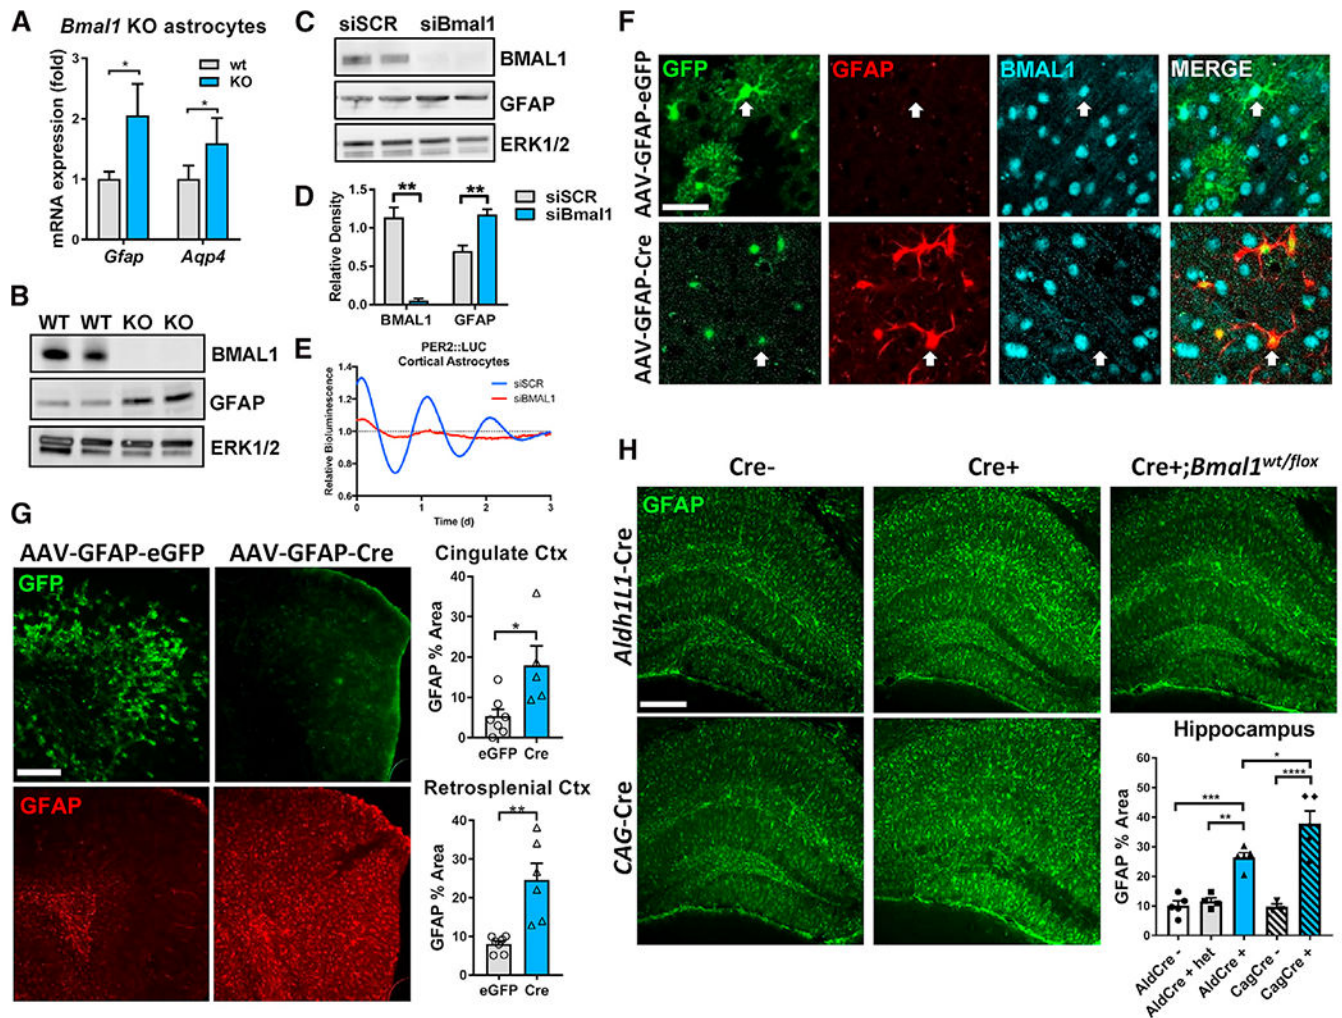 A
Bmal1 KO astrocytes
mRNA expression (fold)
3
2
1
0
wt
KO
*
*
Gfap
Aqp4
B
WT WT KO KO
BMAL1
GFAP
ERK1/2
C
siSCR siBmal1
BMAL1
GFAP
ERK1/2
D
Relative Density
1.5
1.0
0.5
0.0
**
**
siSCR
siBmal1
BMAL1
GFAP
E
PER2::LUC
Cortical Astrocytes
Relative Bioluminescence
1.4
1.2
1.0
0.8
0.6
siSCR
siBMAL1
0 1 2 3
Time (d)
F
AAV-GFAP-eGFP
GFP
GFAP
BMAL1
MERGE
AAV-GFAP-Cre
G
AAV-GFAP-eGFP
AAV-GFAP-Cre
GFP
GFAP
Cingulate Ctx
GFAP % Area
40
30
20
10
0
*
eGFP Cre
Retrosplenial Ctx
GFAP % Area
40
30
20
10
0
**
eGFP Cre
H
Cre-
Cre+
Cre+;Bmal1wt/flox
Aldh1L1-Cre
GFAP
CAG-Cre
Hippocampus
GFAP % Area
60
50
40
30
20
10
0
*
****
***
**
AldCre -
AldCre + het
AldCre +
CagCre -
CagCre +